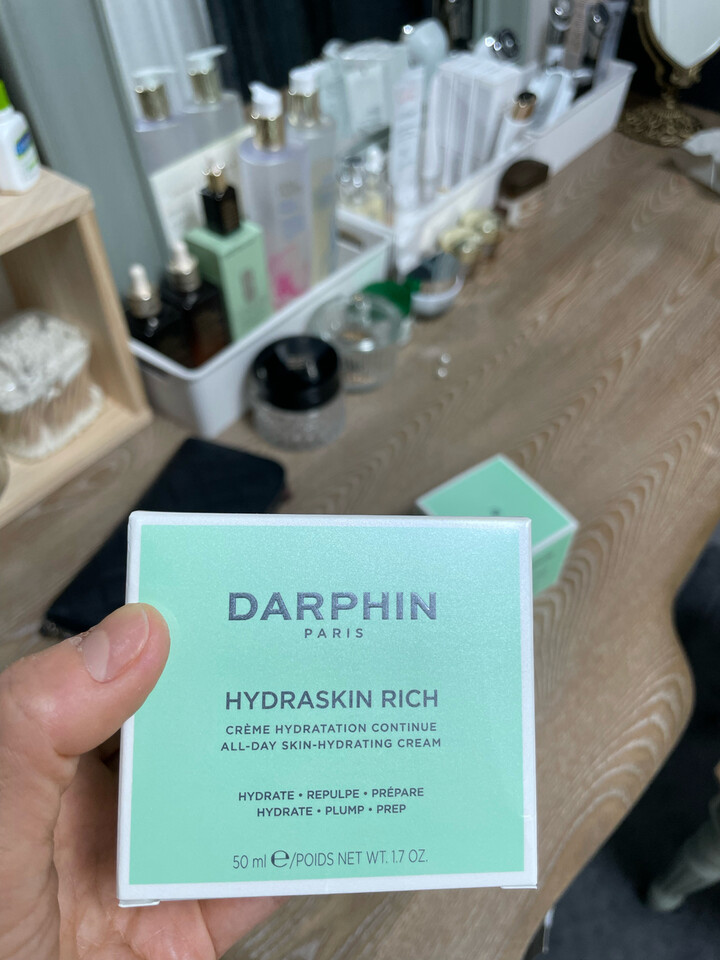 DARPHIN
PARIS
HYDRASKIN RICH
CRÈME HYDRATATION CONTINUE
ALL-DAY SKIN-HYDRATING CREAM
HYDRATE • REPULPE • PRÉPARE
HYDRATE • PLUMP • PREP
50 ml ℮/POIDS NET WT. 1.7 OZ.